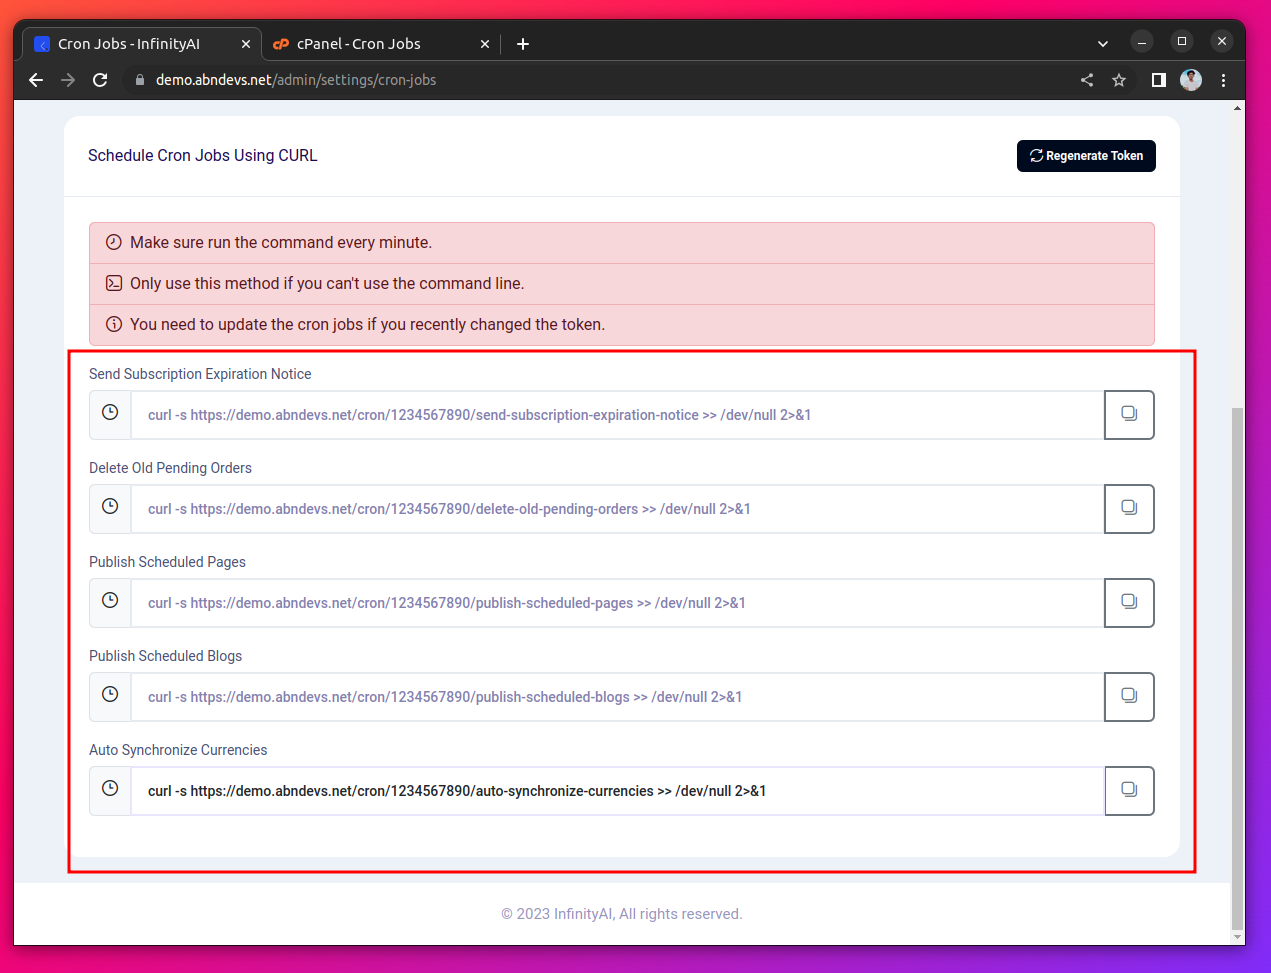 Cron Jobs - InfinityAI
cPanel - Cron Jobs
demo.abndevs.net/admin/settings/cron-jobs
Schedule Cron Jobs Using CURL
Regenerate Token
Make sure run the command every minute.
Only use this method if you can't use the command line.
You need to update the cron jobs if you recently changed the token.
Send Subscription Expiration Notice
curl -s https://demo.abndevs.net/cron/1234567890/send-subscription-expiration-notice >> /dev/null 2>&1
Delete Old Pending Orders
curl -s https://demo.abndevs.net/cron/1234567890/delete-old-pending-orders >> /dev/null 2>&1
Publish Scheduled Pages
curl -s https://demo.abndevs.net/cron/1234567890/publish-scheduled-pages >> /dev/null 2>&1
Publish Scheduled Blogs
curl -s https://demo.abndevs.net/cron/1234567890/publish-scheduled-blogs >> /dev/null 2>&1
Auto Synchronize Currencies
curl -s https://demo.abndevs.net/cron/1234567890/auto-synchronize-currencies >> /dev/null 2>&1
© 2023 InfinityAI, All rights reserved.